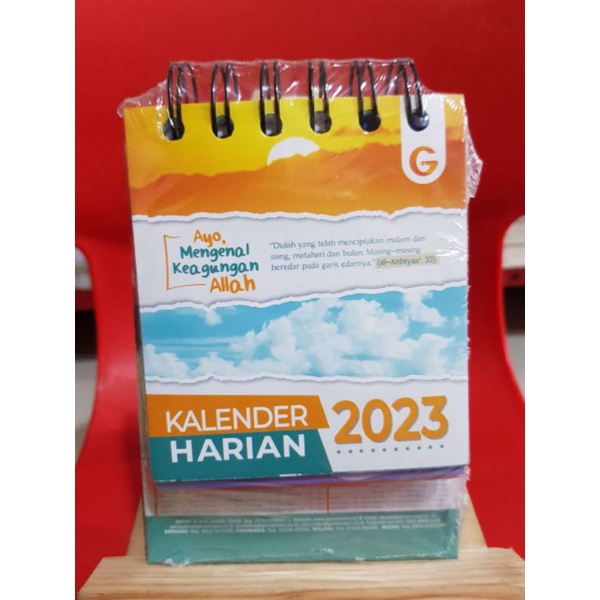 G
Ayo,
Mengenal
Keagungan
Allah
"Dialah yang telah menciptakan malam dan
siang, matahari dan bulan. Masing-masing
beredar pada garis edarnya." (al-Anbiyaa': 33)
KALENDER
HARIAN
2023